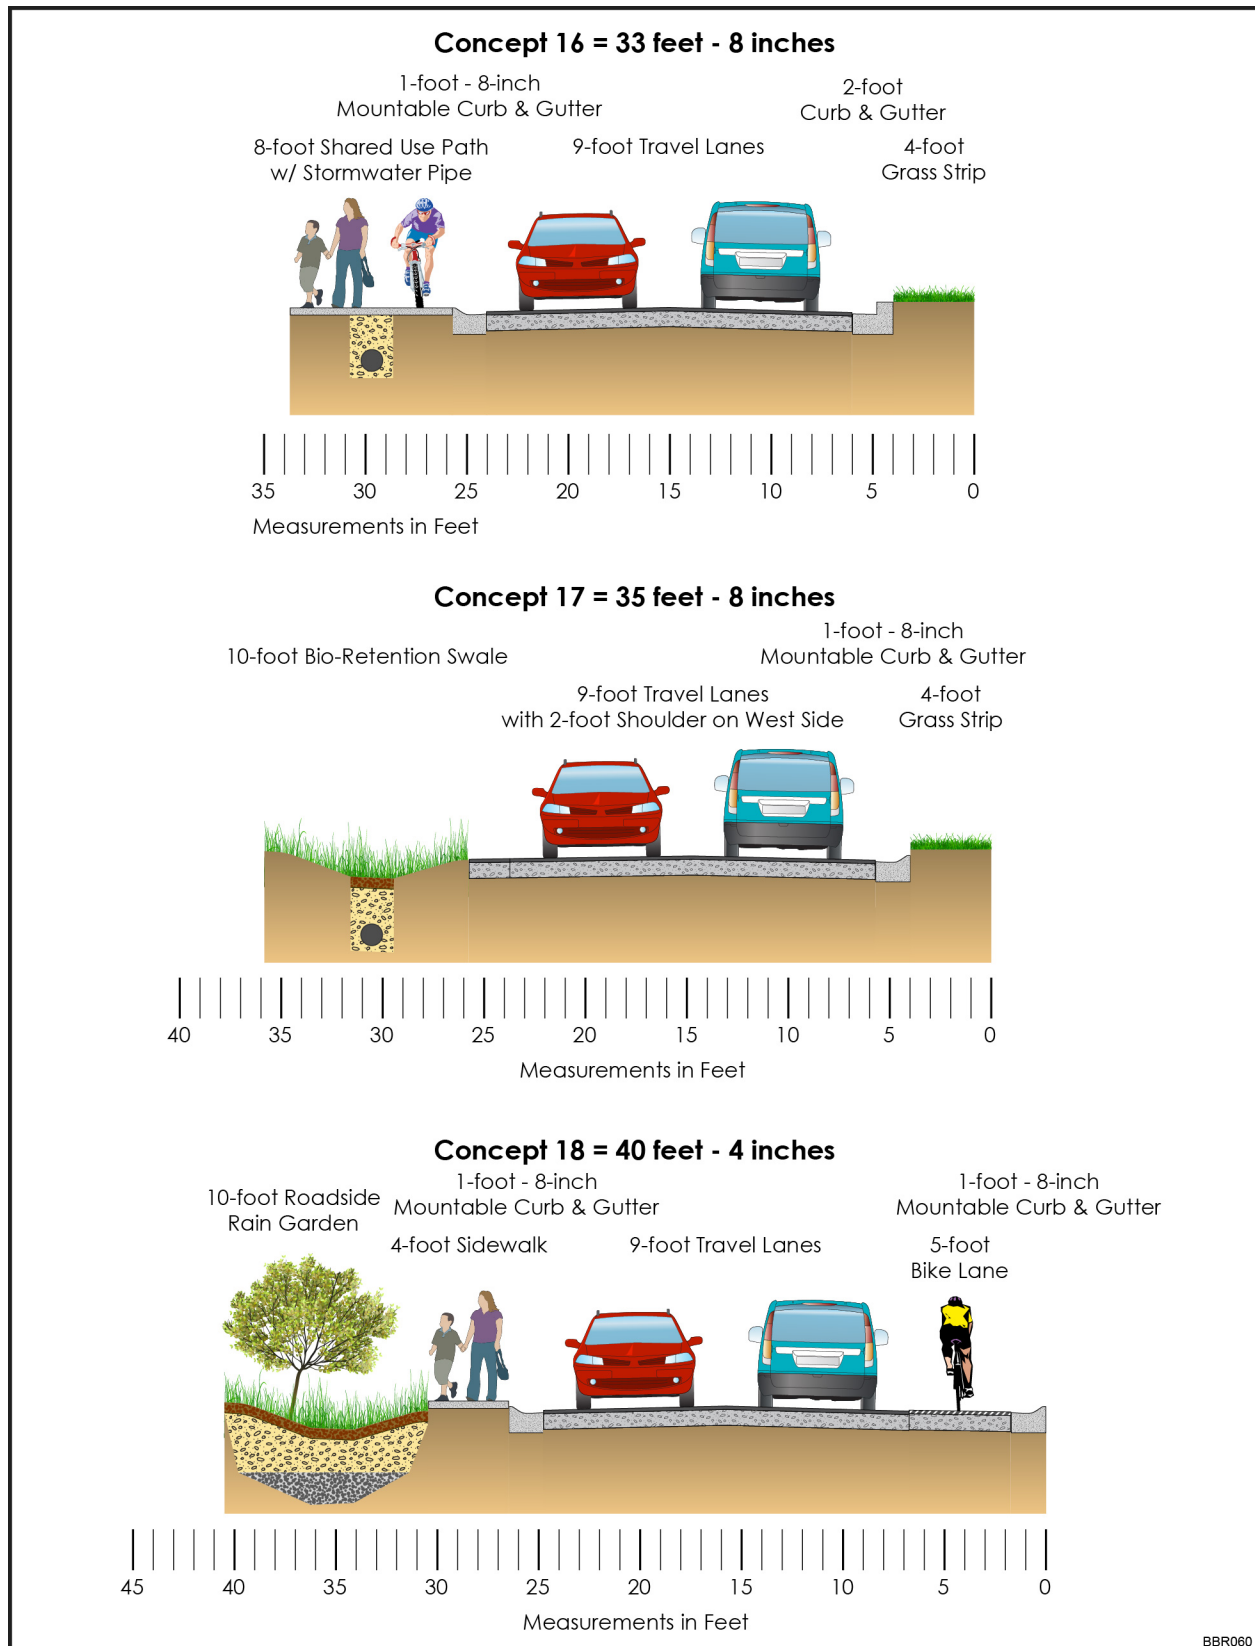 Concept 16 = 33 feet - 8 inches
1-foot - 8-inch
Mountable Curb & Gutter
2-foot
Curb & Gutter
8-foot Shared Use Path
w/ Stormwater Pipe
9-foot Travel Lanes
4-foot
Grass Strip
35 30 25 20 15 10 5 0
Measurements in Feet
Concept 17 = 35 feet - 8 inches
10-foot Bio-Retention Swale
1-foot - 8-inch
Mountable Curb & Gutter
9-foot Travel Lanes
with 2-foot Shoulder on West Side
4-foot
Grass Strip
40 35 30 25 20 15 10 5 0
Measurements in Feet
Concept 18 = 40 feet - 4 inches
10-foot Roadside
Rain Garden
1-foot - 8-inch
Mountable Curb & Gutter
1-foot - 8-inch
Mountable Curb & Gutter
4-foot Sidewalk
9-foot Travel Lanes
5-foot
Bike Lane
45 40 35 30 25 20 15 10 5 0
Measurements in Feet
BBR060